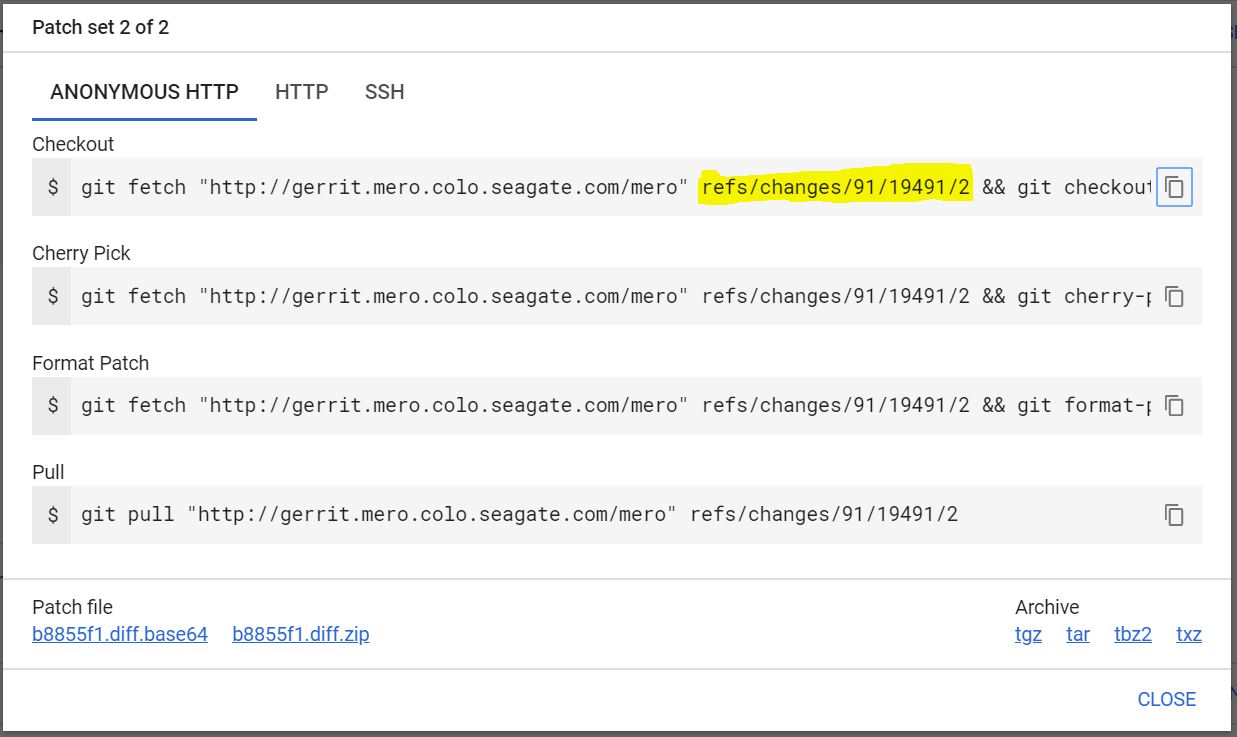 Patch set 2 of 2
ANONYMOUS HTTP HTTP SSH
Checkout
$ git fetch "http://gerrit.mero.colo.seagate.com/mero" refs/changes/91/19491/2 && git checkout
Cherry Pick
$ git fetch "http://gerrit.mero.colo.seagate.com/mero" refs/changes/91/19491/2 && git cherry-p
Format Patch
$ git fetch "http://gerrit.mero.colo.seagate.com/mero" refs/changes/91/19491/2 && git format-p
Pull
$ git pull "http://gerrit.mero.colo.seagate.com/mero" refs/changes/91/19491/2
Patch file Archive
b8855f1.diff.base64 b8855f1.diff.zip tgz tar tbz2 txz
CLOSE